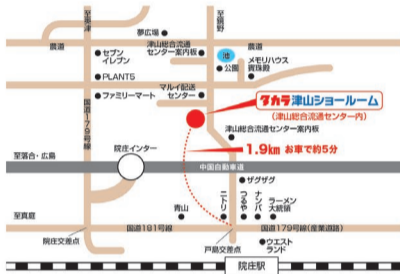 至奥津
至鏡野
夢広場
農道
セブン
イレブン
津山総合流通
センター案内板
池
農道
公園
メモリハウス
賀珠殿
PLANT5
ファミリーマート
マルイ配送
センター
タカラ津山ショールーム
(津山総合流通センター内)
国道179号線
津山総合流通センター案内板
院庄インター
1.9km お車で約5分
至落合・広島
中国自動車道
ザグザグ
青山
ニトリ
つるや
ナンバ
ラーメン
大統領
至真庭
国道181号線
国道179号線(産業道路)
院庄交差点
戸島交差点
ウエスト
ランド
院庄駅